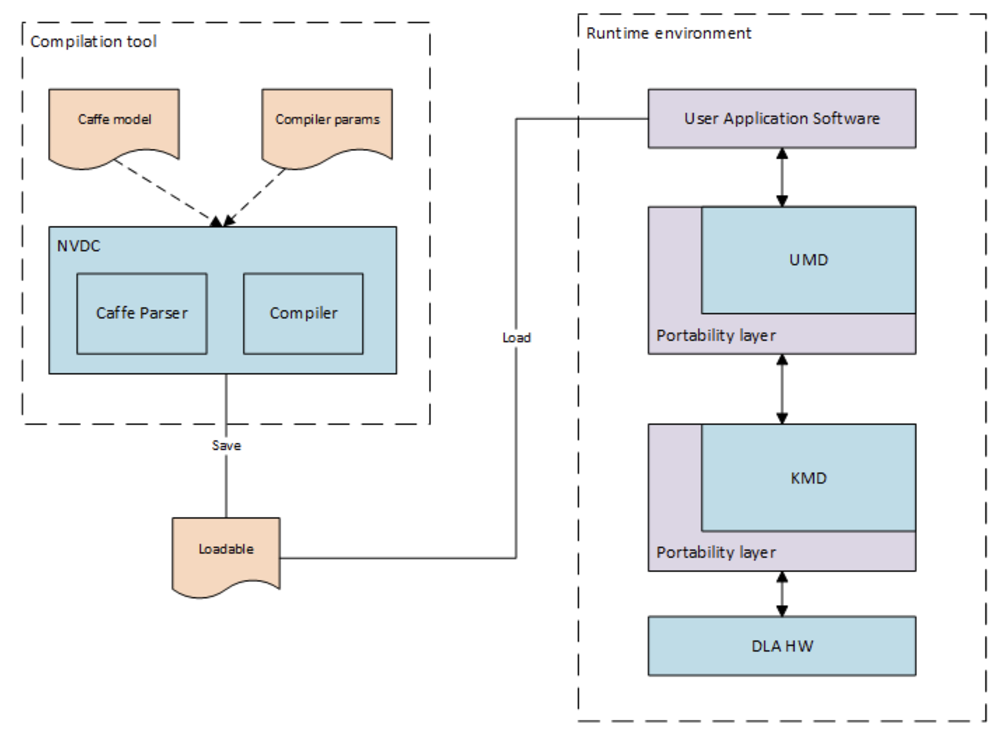 Compilation tool
Caffe model
Compiler params
NVDC
Caffe Parser
Compiler
Save
Loadable
Load
Runtime environment
User Application Software
UMD
Portability layer
KMD
Portability layer
DLA HW